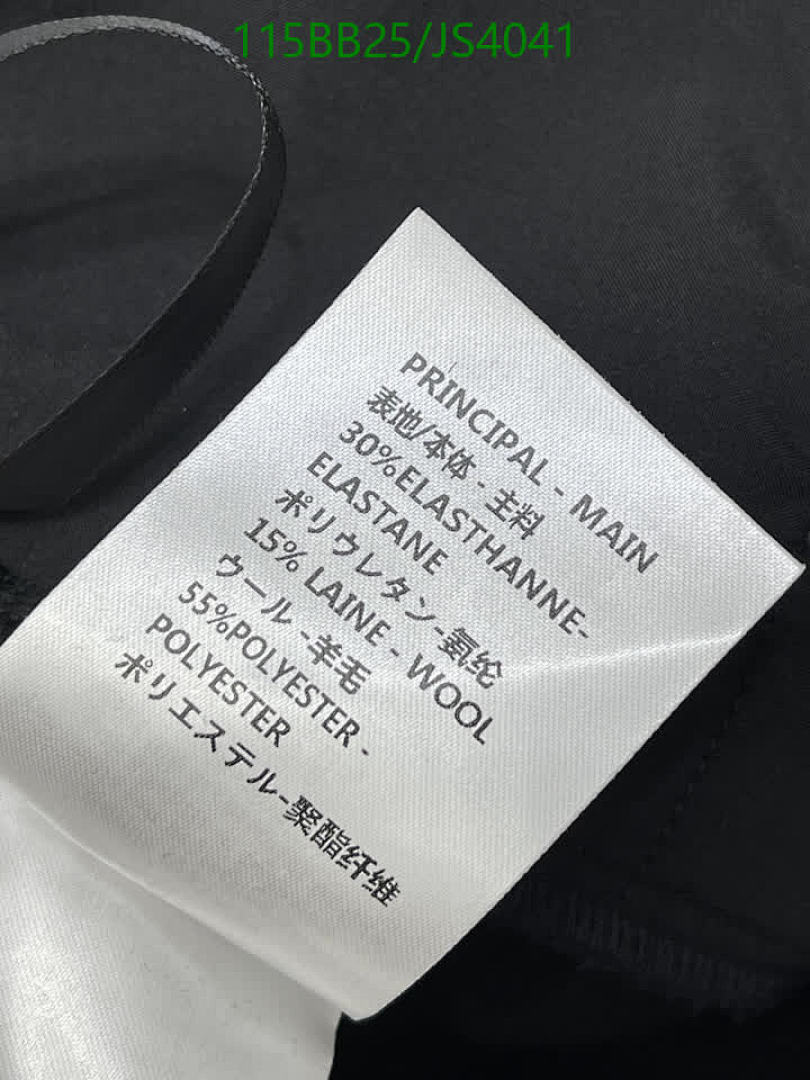 115BB25/JS4041
PRINCIPAL - MAIN
表地/本体 - 主料
30%ELASTHANNE-
ELASTANE
ポリウレタン-氨纶
15% LAINE - WOOL
ウール -羊毛
55%POLYESTER -
POLYESTER
ポリエステル-聚酯纤维